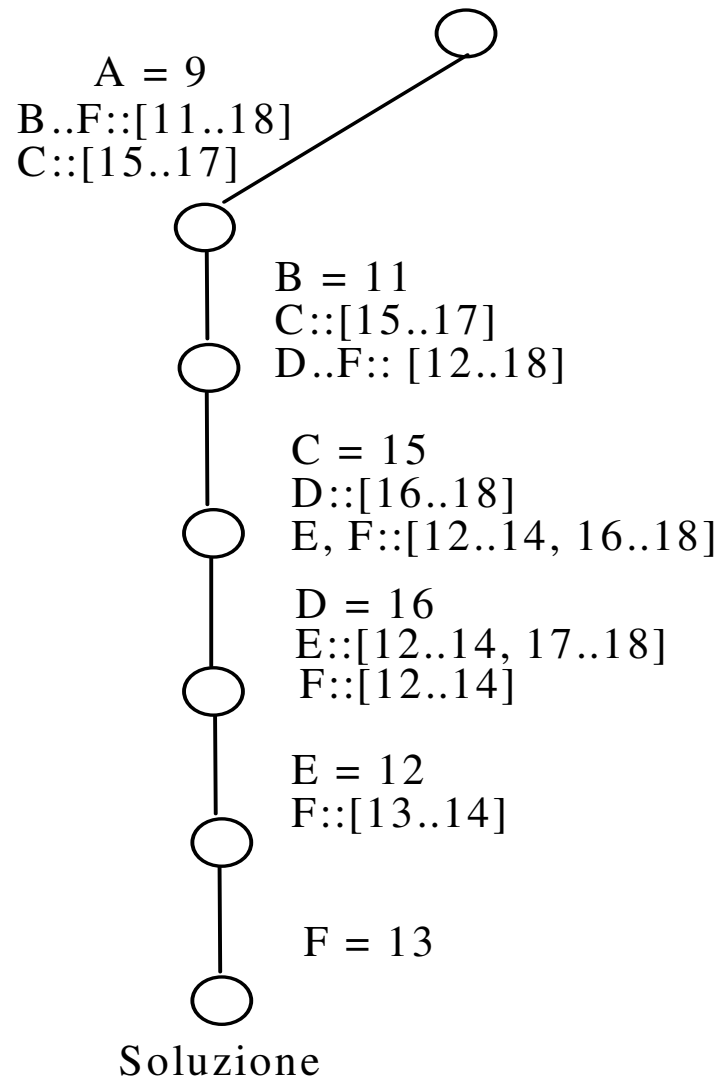 A = 9
B..F::[11..18]
C::[15..17]
B = 11
C::[15..17]
D..F:: [12..18]
C = 15
D::[16..18]
E, F::[12..14, 16..18]
D = 16
E::[12..14, 17..18]
F::[12..14]
E = 12
F::[13..14]
F = 13
Soluzione